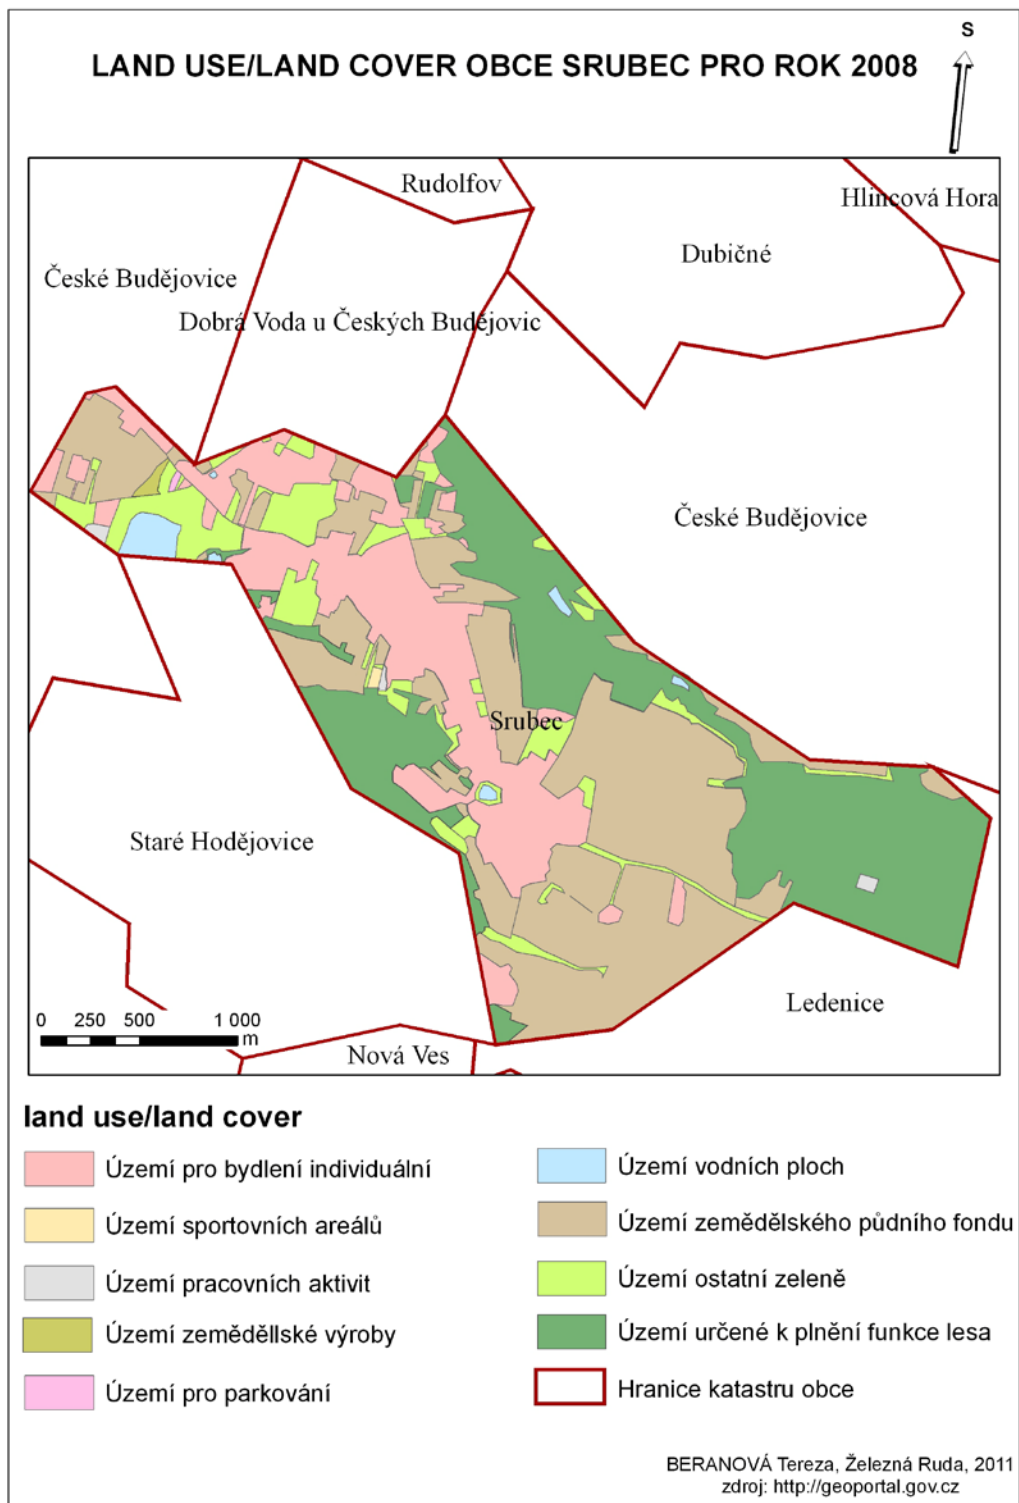 S
LAND USE/LAND COVER OBCE SRUBEC PRO ROK 2008
Rudolfov
Hlincová Hora
Dubičné
České Budějovice
Dobrá Voda u Českých Budějovic
České Budějovice
Srubec
Staré Hodějovice
Ledenice
0 250 500 1 000
m
Nová Ves
land use/land cover
Území pro bydlení individuální
Území sportovních areálů
Území pracovních aktivit
Území zeměděllské výroby
Území pro parkování
Území vodních ploch
Území zemědělského půdního fondu
Území ostatní zeleně
Území určené k plnění funkce lesa
Hranice katastru obce
BERANOVÁ Tereza, Železná Ruda, 2011
zdroj: http://geoportal.gov.cz